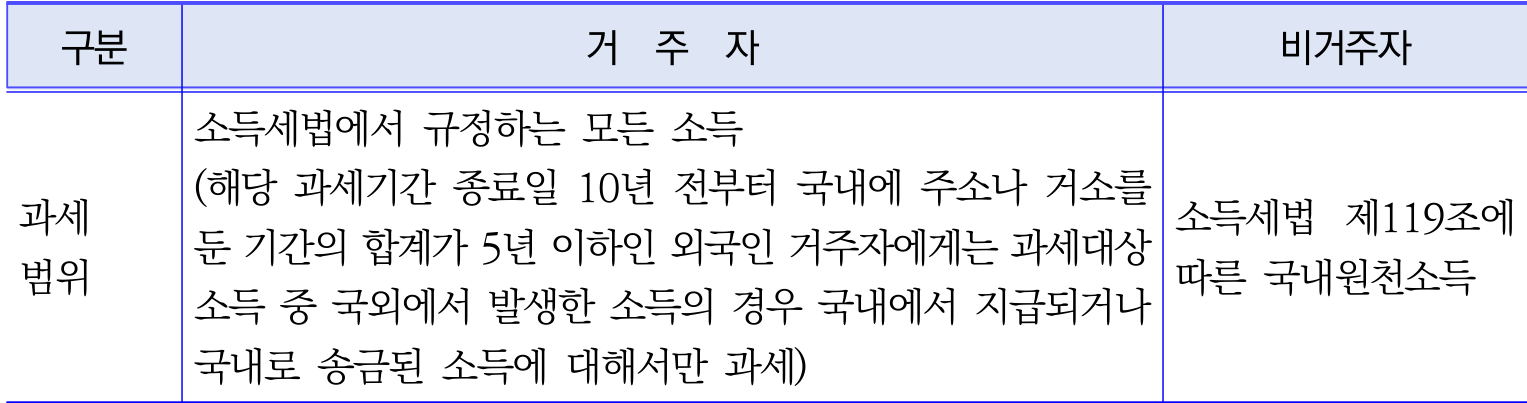 구분
거 주 자
비거주자
과세
범위
소득세법에서 규정하는 모든 소득
(해당 과세기간 종료일 10년 전부터 국내에 주소나 거소를
둔 기간의 합계가 5년 이하인 외국인 거주자에게는 과세대상
소득 중 국외에서 발생한 소득의 경우 국내에서 지급되거나
국내로 송금된 소득에 대해서만 과세)
소득세법 제119조에
따른 국내원천소득